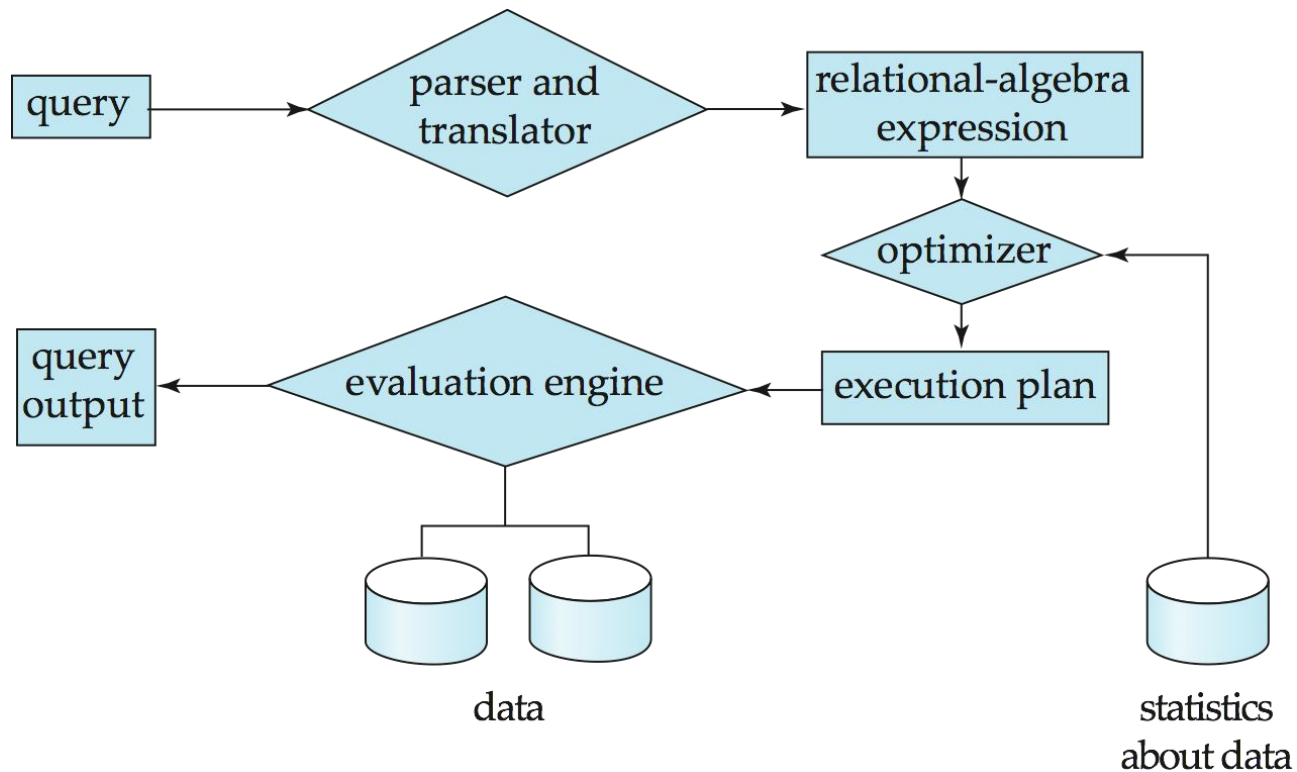 query
parser and
translator
relational-algebra
expression
optimizer
query
output
evaluation engine
execution plan
data
statistics
about data